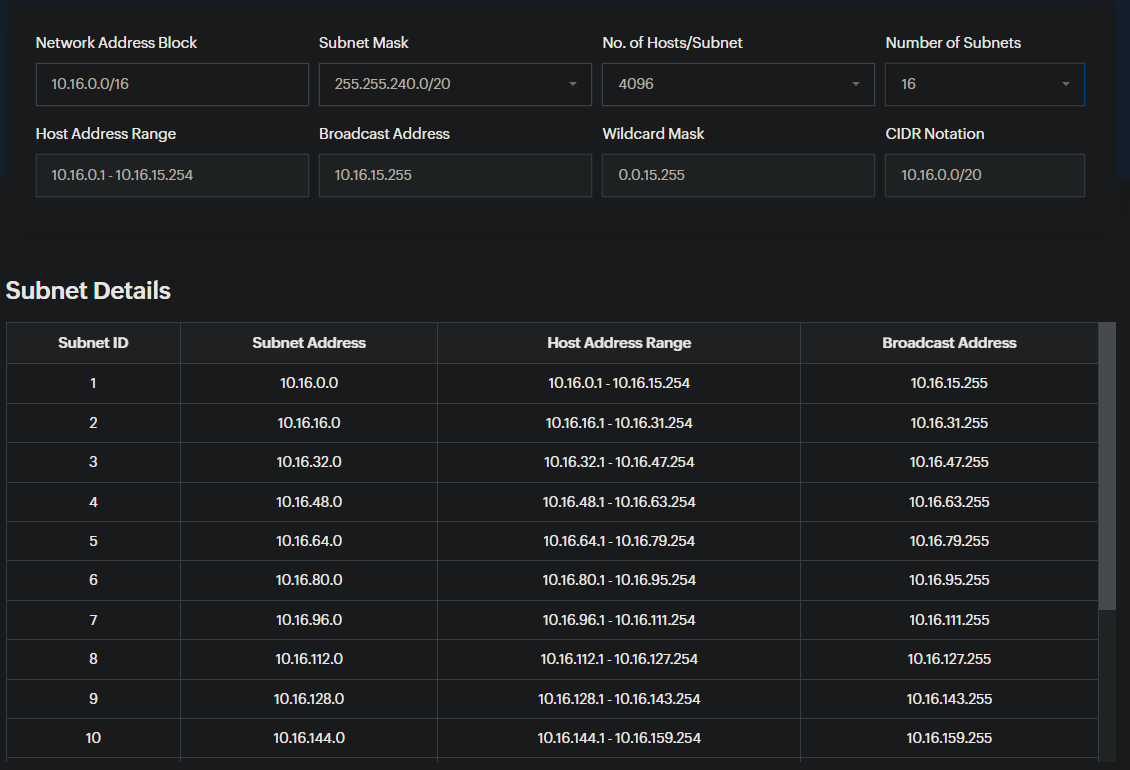 Network Address Block Subnet Mask No. of Hosts/Subnet Number of Subnets
10.16.0.0/16 255.255.240.0/20 4096 16
Host Address Range Broadcast Address Wildcard Mask CIDR Notation
10.16.0.1 - 10.16.15.254 10.16.15.255 0.0.15.255 10.16.0.0/20
Subnet Details
Subnet ID Subnet Address Host Address Range Broadcast Address
1 10.16.0.0 10.16.0.1 - 10.16.15.254 10.16.15.255
2 10.16.16.0 10.16.16.1 - 10.16.31.254 10.16.31.255
3 10.16.32.0 10.16.32.1 - 10.16.47.254 10.16.47.255
4 10.16.48.0 10.16.48.1 - 10.16.63.254 10.16.63.255
5 10.16.64.0 10.16.64.1 - 10.16.79.254 10.16.79.255
6 10.16.80.0 10.16.80.1 - 10.16.95.254 10.16.95.255
7 10.16.96.0 10.16.96.1 - 10.16.111.254 10.16.111.255
8 10.16.112.0 10.16.112.1 - 10.16.127.254 10.16.127.255
9 10.16.128.0 10.16.128.1 - 10.16.143.254 10.16.143.255
10 10.16.144.0 10.16.144.1 - 10.16.159.254 10.16.159.255